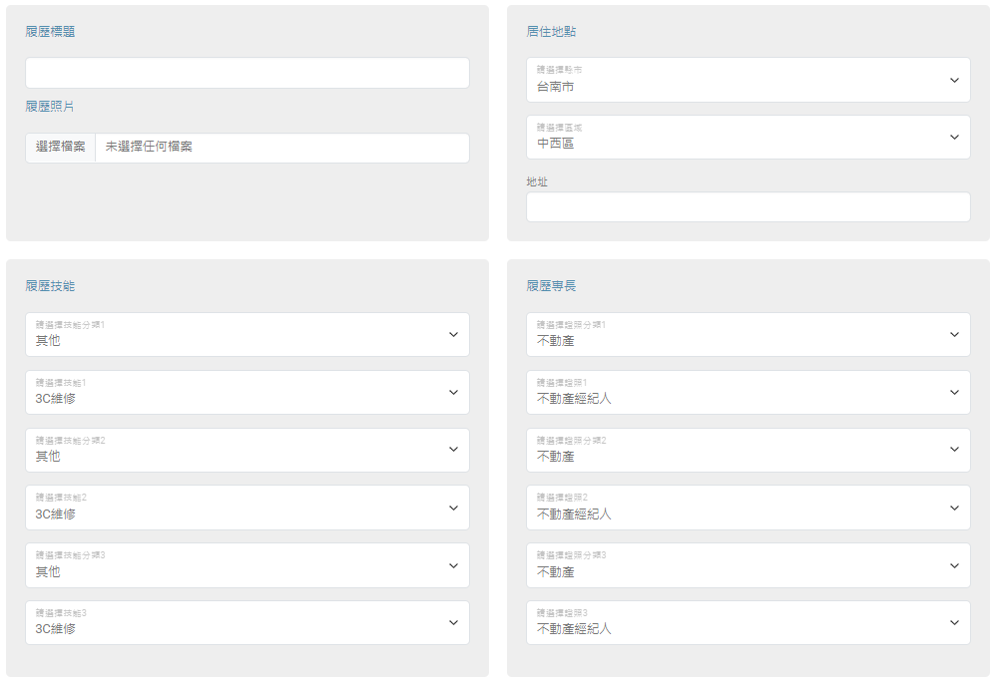 履歷標題
履歷照片
選擇檔案 未選擇任何檔案
居住地點
請選擇縣市
台南市
請選擇區域
中西區
地址
履歷技能
請選擇技能分類1
其他
請選擇技能1
3C維修
請選擇技能分類2
其他
請選擇技能2
3C維修
請選擇技能分類3
其他
請選擇技能3
3C維修
履歷專長
請選擇證照分類1
不動產
請選擇證照1
不動產經紀人
請選擇證照分類2
不動產
請選擇證照2
不動產經紀人
請選擇證照分類3
不動產
請選擇證照3
不動產經紀人